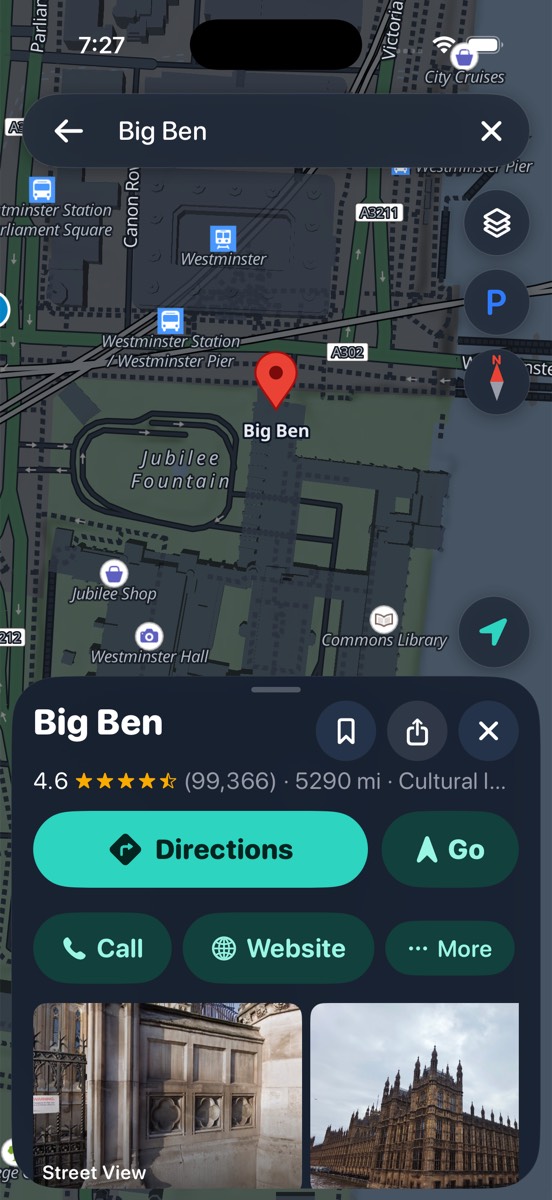 Parlian
7:27
Victoria
City Cruises
Big Ben
Westminster Pier
tminster Station
rliament Square
Canon Row
A3211
P
Westminster
Westminster Station
/Westminster Pier
A302
N
Big Ben
Jubilee
Fountain
Jubilee Shop
212
Westminster Hall
Commons Library
Big Ben
4.6 (99,366) · 5290 mi · Cultural l...
Directions
Go
Call
Website
··· More
Street View